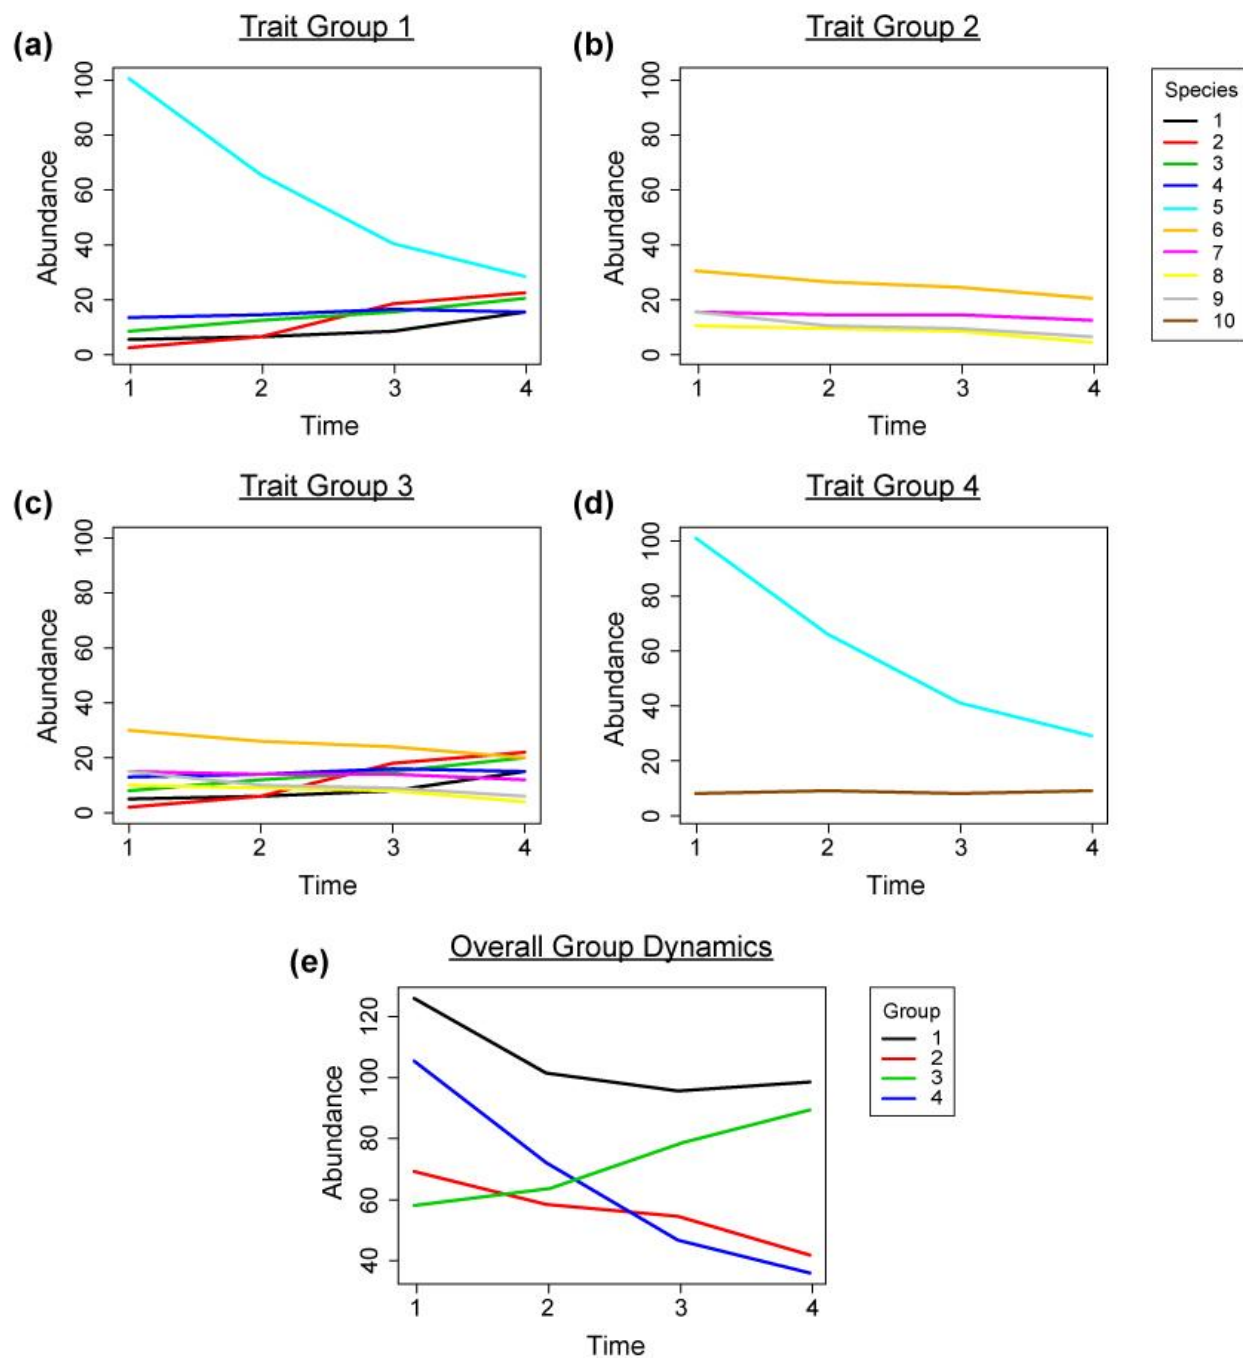 (a) Trait Group 1
Abundance
0 20 40 60 80 100
1 2 3 4
Time
(b) Trait Group 2
Abundance
0 20 40 60 80 100
1 2 3 4
Time
Species
1
2
3
4
5
6
7
8
9
10
(c) Trait Group 3
Abundance
0 20 40 60 80 100
1 2 3 4
Time
(d) Trait Group 4
Abundance
0 20 40 60 80 100
1 2 3 4
Time
(e) Overall Group Dynamics
Abundance
40 60 80 100 120
1 2 3 4
Time
Group
1
2
3
4